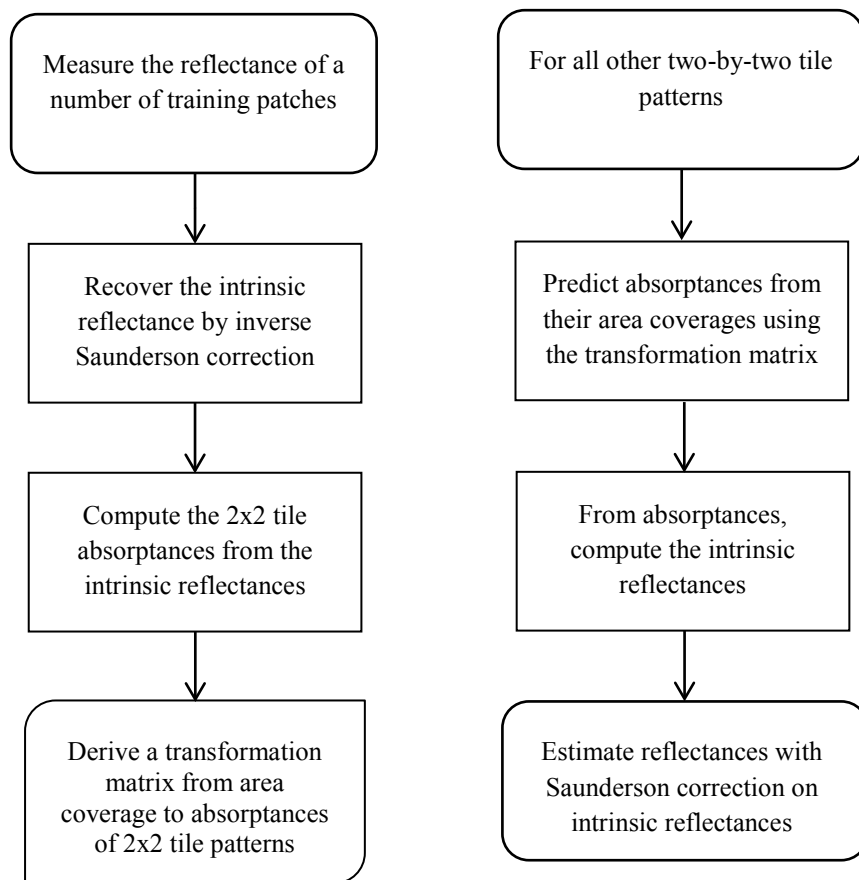 Measure the reflectance of a
number of training patches
Recover the intrinsic
reflectance by inverse
Saunderson correction
Compute the 2x2 tile
absorptances from the
intrinsic reflectances
Derive a transformation
matrix from area
coverage to absorptances
of 2x2 tile patterns
For all other two-by-two tile
patterns
Predict absorptances from
their area coverages using
the transformation matrix
From absorptances,
compute the intrinsic
reflectances
Estimate reflectances with
Saunderson correction on
intrinsic reflectances